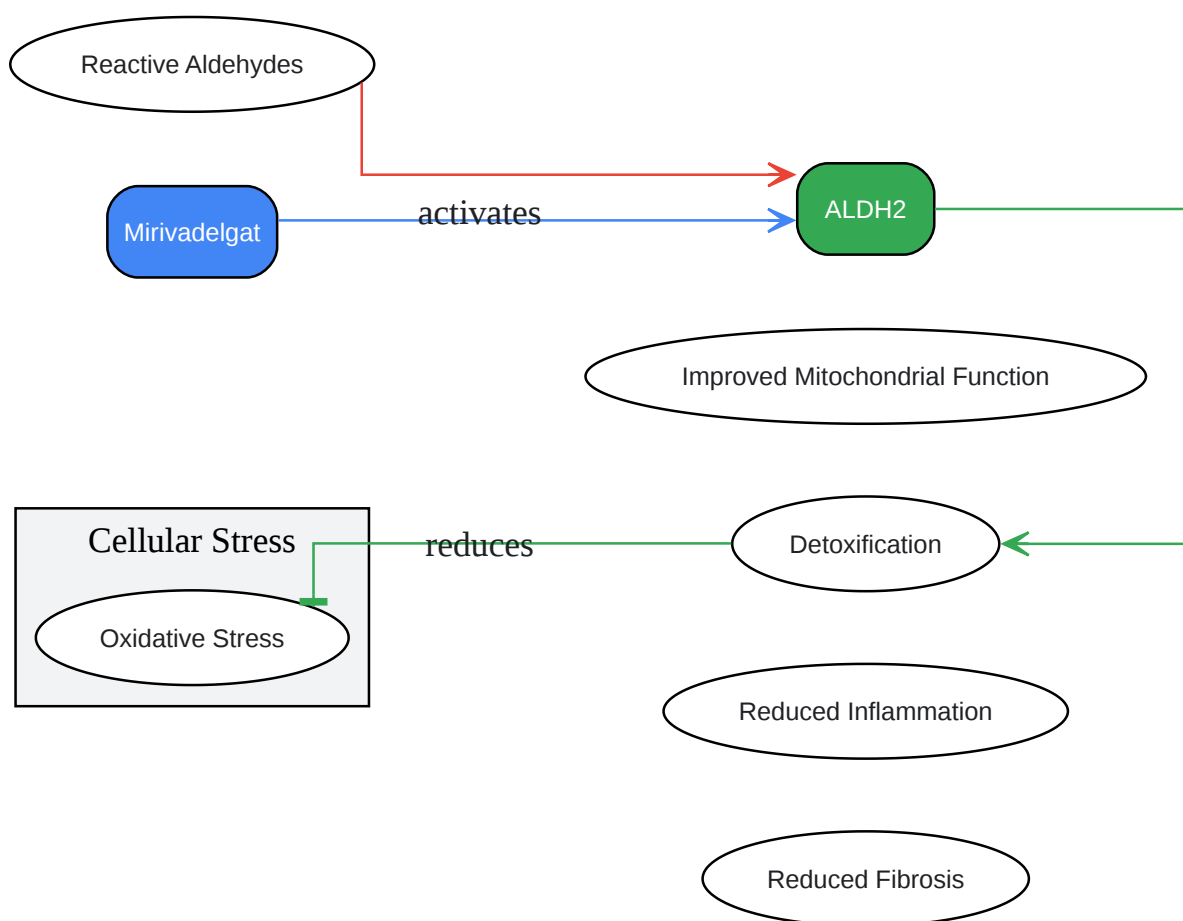 Reactive Aldehydes
Mirivadelgat
activates
ALDH2
Improved Mitochondrial Function
Cellular Stress
reduces
Detoxification
Oxidative Stress
Reduced Inflammation
Reduced Fibrosis